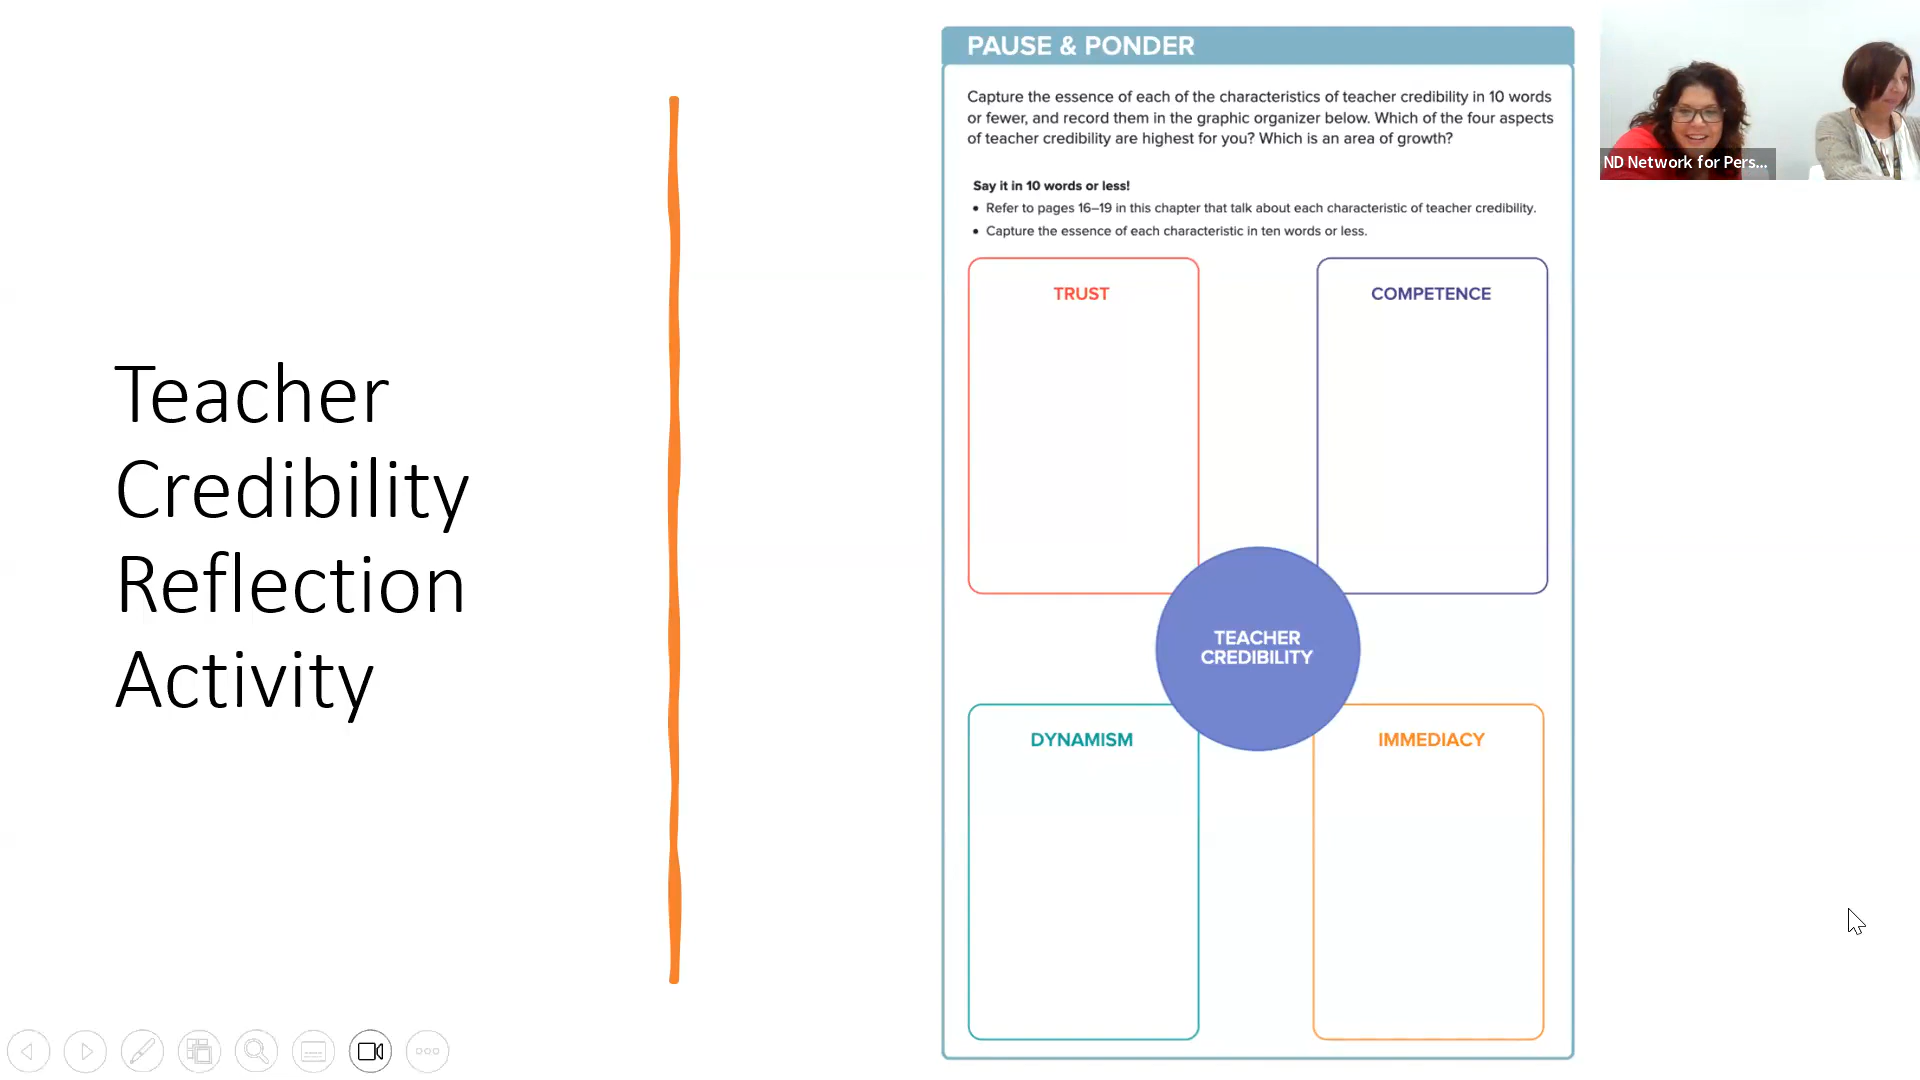 Teacher
Credibility
Reflection
Activity
PAUSE & PONDER
Capture the essence of each of the characteristics of teacher credibility in 10 words
or fewer, and record them in the graphic organizer below. Which of the four aspects
of teacher credibility are highest for you? Which is an area of growth?
Say it in 10 words or less!
• Refer to pages 16–19 in this chapter that talk about each characteristic of teacher credibility.
• Capture the essence of each characteristic in ten words or less.
TRUST
COMPETENCE
TEACHER
CREDIBILITY
DYNAMISM
IMMEDIACY
ND Network for Pers...